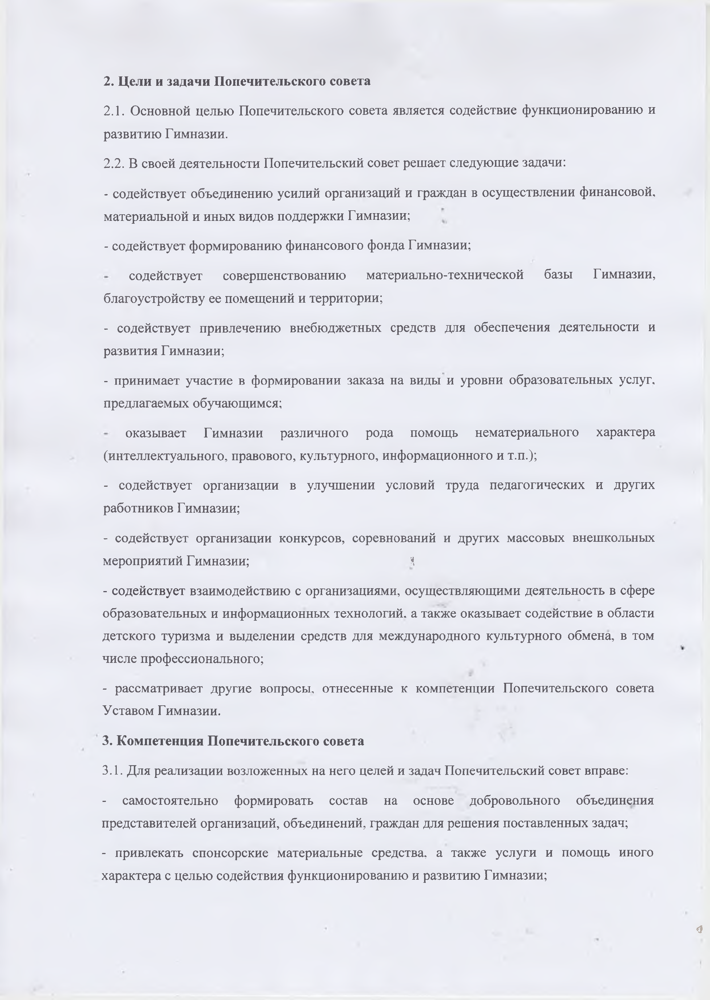 2. Цели и задачи Попечительского совета
2.1. Основной целью Попечительского совета является содействие функционированию и
развитию Гимназии.
2.2. В своей деятельности Попечительский совет решает следующие задачи:
- содействует объединению усилий организаций и граждан в осуществлении финансовой,
материальной и иных видов поддержки Гимназии;
- содействует формированию финансового фонда Гимназии;
- содействует совершенствованию материально-технической базы Гимназии,
благоустройству ее помещений и территории;
- содействует привлечению внебюджетных средств для обеспечения деятельности и
развития Гимназии;
- принимает участие в формировании заказа на виды и уровни образовательных услуг,
предлагаемых обучающимся;
- оказывает Гимназии различного рода помощь нематериального характера
(интеллектуального, правового, культурного, информационного и т.п.);
- содействует организации в улучшении условий труда педагогических и других
работников Гимназии;
- содействует организации конкурсов, соревнований и других массовых внешкольных
мероприятий Гимназии;
- содействует взаимодействию с организациями, осуществляющими деятельность в сфере
образовательных и информационных технологий, а также оказывает содействие в области
детского туризма и выделении средств для международного культурного обмена, в том
числе профессионального;
- рассматривает другие вопросы, отнесенные к компетенции Попечительского совета
Уставом Гимназии.
3. Компетенция Попечительского совета
3.1. Для реализации возложенных на него целей и задач Попечительский совет вправе:
- самостоятельно формировать состав на основе добровольного объединения
представителей организаций, объединений, граждан для решения поставленных задач;
- привлекать спонсорские материальные средства, а также услуги и помощь иного
характера с целью содействия функционированию и развитию Гимназии;